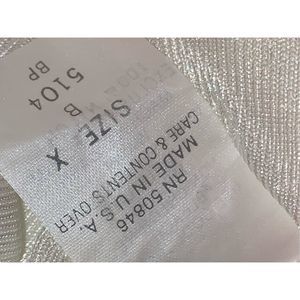 SIZE X
B
5104
BP
RN 50846
MADE IN U.S.A.
CARE & CONTENTS OVER